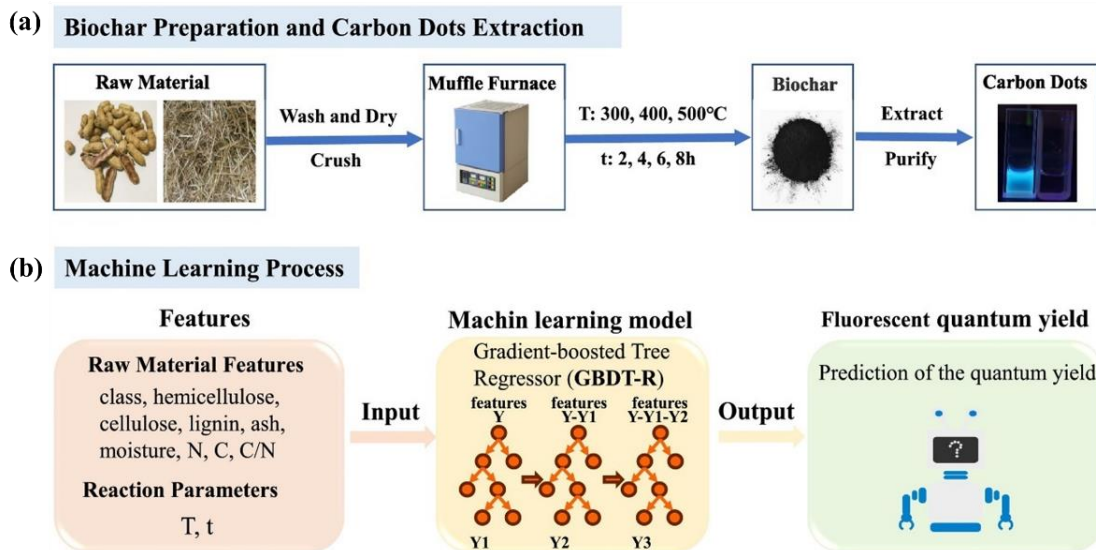 (a) Biochar Preparation and Carbon Dots Extraction
Raw Material
Wash and Dry
Crush
Muffle Furnace
T: 300, 400, 500℃
t: 2, 4, 6, 8h
Biochar
Extract
Purify
Carbon Dots
(b) Machine Learning Process
Features
Raw Material Features
class, hemicellulose,
cellulose, lignin, ash,
moisture, N, C, C/N
Reaction Parameters
T, t
Input
Machin learning model
Gradient-boosted Tree
Regressor (GBDT-R)
features features features
Y Y-Y1 Y-Y1-Y2
Y1 Y2 Y3
Output
Fluorescent quantum yield
Prediction of the quantum yield
?